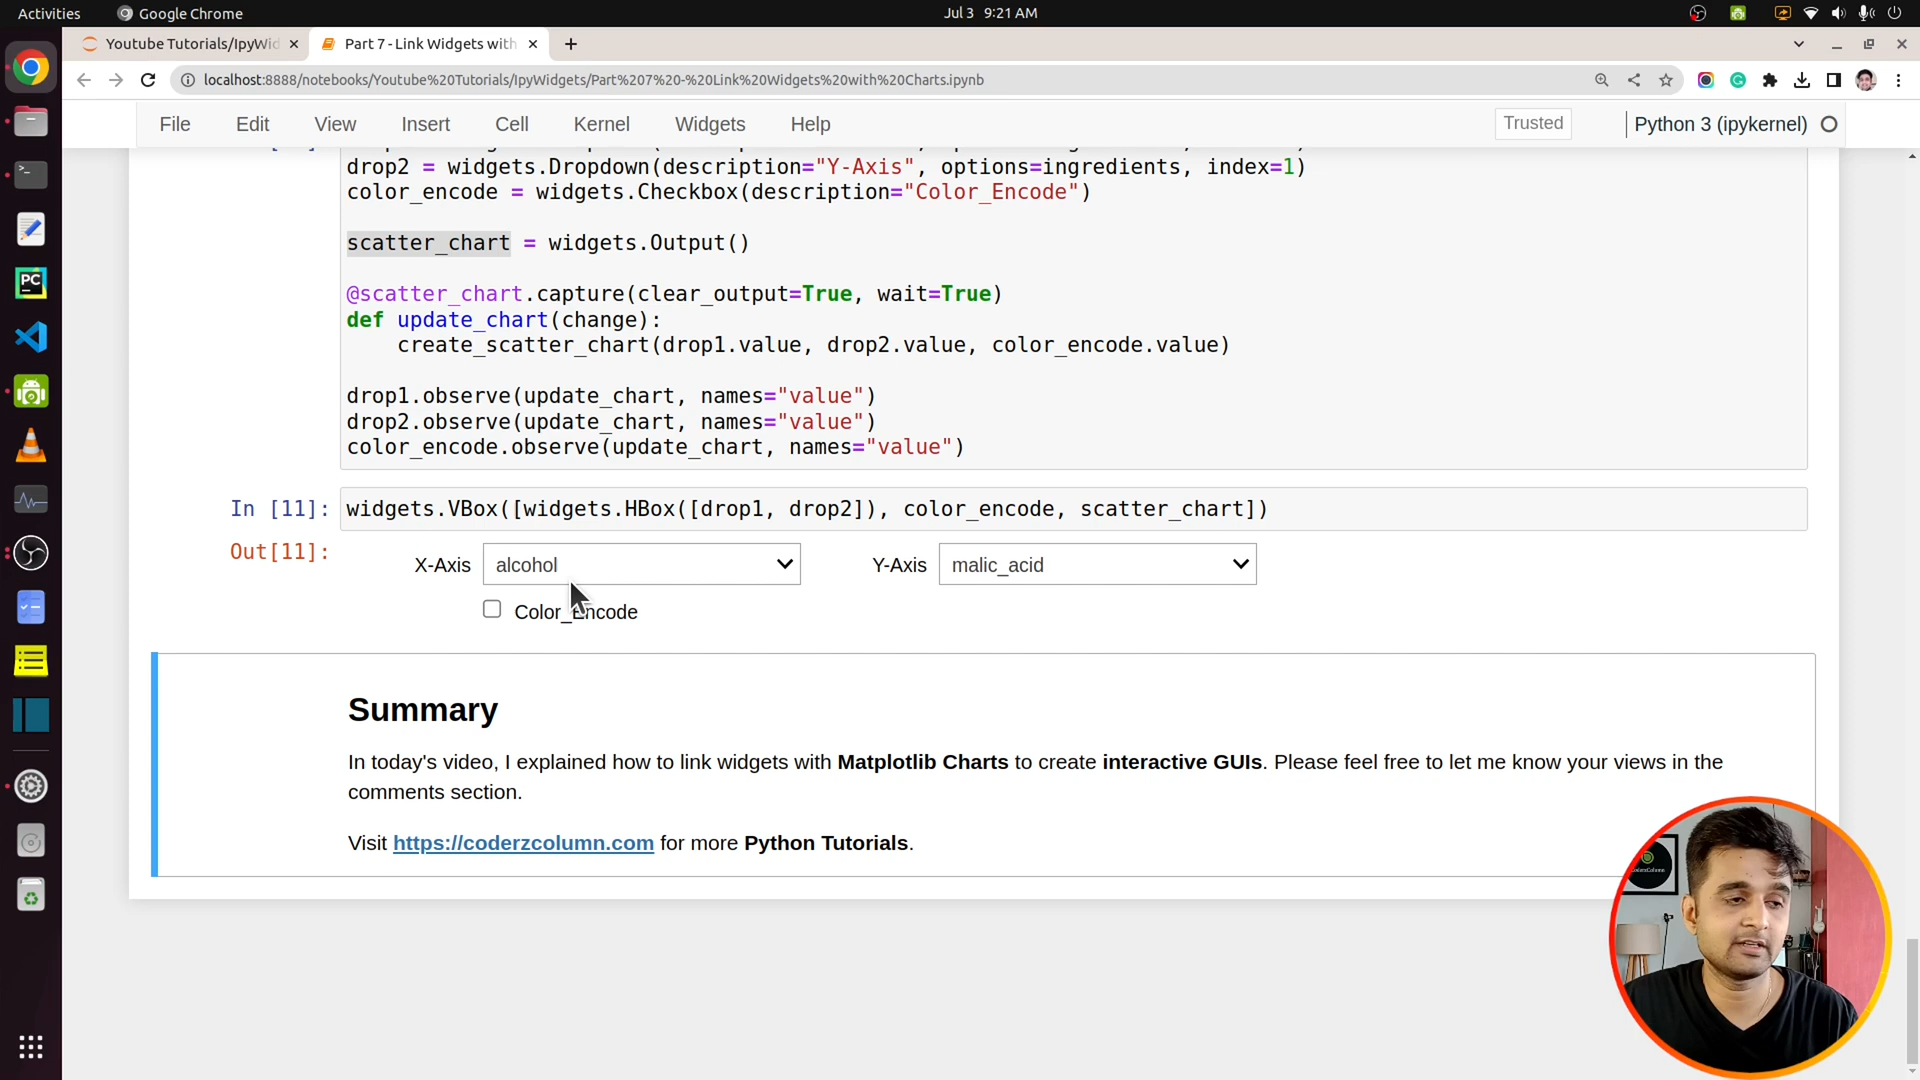 Activities
Google Chrome
Jul 3 9:21 AM
Youtube Tutorials/IpyWid
Part 7 - Link Widgets with
localhost:8888/notebooks/Youtube%20Tutorials/IpyWidgets/Part%207%20-%20Link%20Widgets%20with%20Charts.ipynb
File Edit View Insert Cell Kernel Widgets Help
Trusted
Python 3 (ipykernel)
drop2 = widgets.Dropdown(description="Y-Axis", options=ingredients, index=1)
color_encode = widgets.Checkbox(description="Color_Encode")
scatter_chart = widgets.Output()
@scatter_chart.capture(clear_output=True, wait=True)
def update_chart(change):
    create_scatter_chart(drop1.value, drop2.value, color_encode.value)
drop1.observe(update_chart, names="value")
drop2.observe(update_chart, names="value")
color_encode.observe(update_chart, names="value")
In [11]: widgets.VBox([widgets.HBox([drop1, drop2]), color_encode, scatter_chart])
Out[11]:
X-Axis alcohol
Y-Axis malic_acid
Color_Encode
Summary
In today's video, I explained how to link widgets with Matplotlib Charts to create interactive GUIs. Please feel free to let me know your views in the
comments section.
Visit https://coderzcolumn.com for more Python Tutorials.